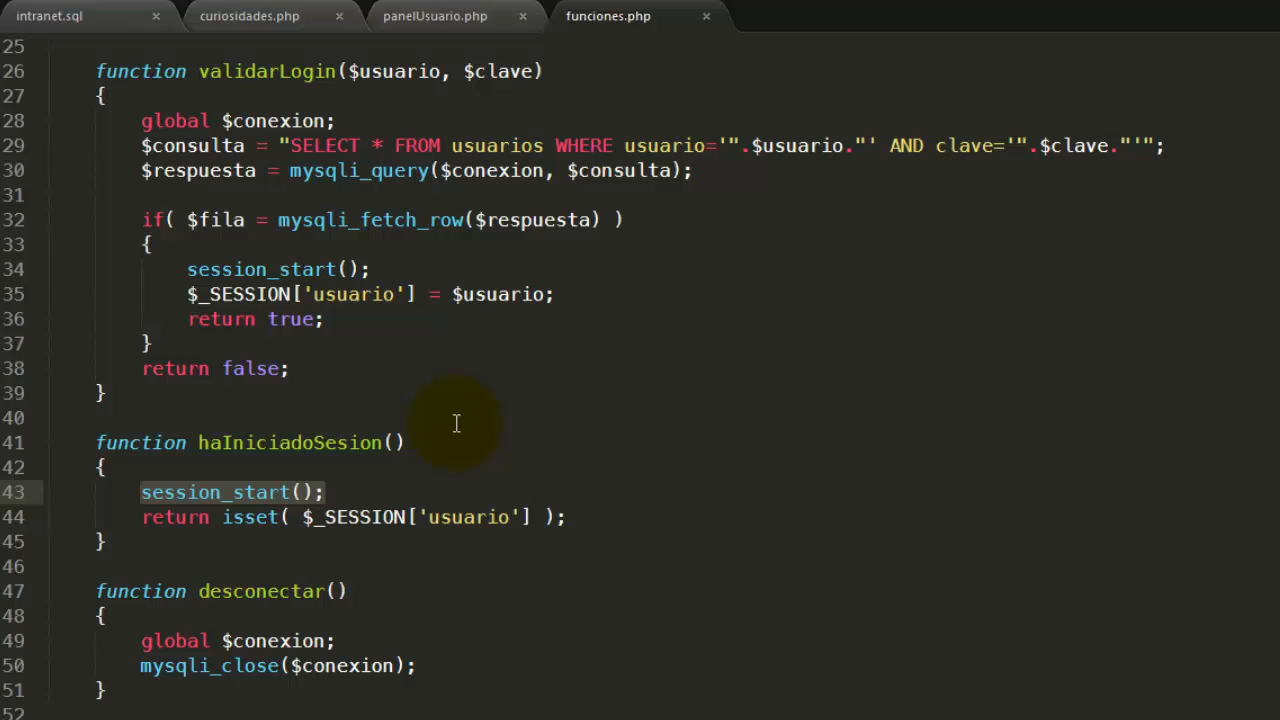 intranet.sql × curiosidades.php × panelUsuario.php × funciones.php ×
25
26 function validarLogin($usuario, $clave)
27 {
28 global $conexion;
29 $consulta = "SELECT * FROM usuarios WHERE usuario='".$usuario."' AND clave='".$clave."'";
30 $respuesta = mysqli_query($conexion, $consulta);
31
32 if( $fila = mysqli_fetch_row($respuesta) )
33 {
34 session_start();
35 $_SESSION['usuario'] = $usuario;
36 return true;
37 }
38 return false;
39 }
40
41 function haIniciadoSesion()
42 {
43 session_start();
44 return isset( $_SESSION['usuario'] );
45 }
46
47 function desconectar()
48 {
49 global $conexion;
50 mysqli_close($conexion);
51 }
52